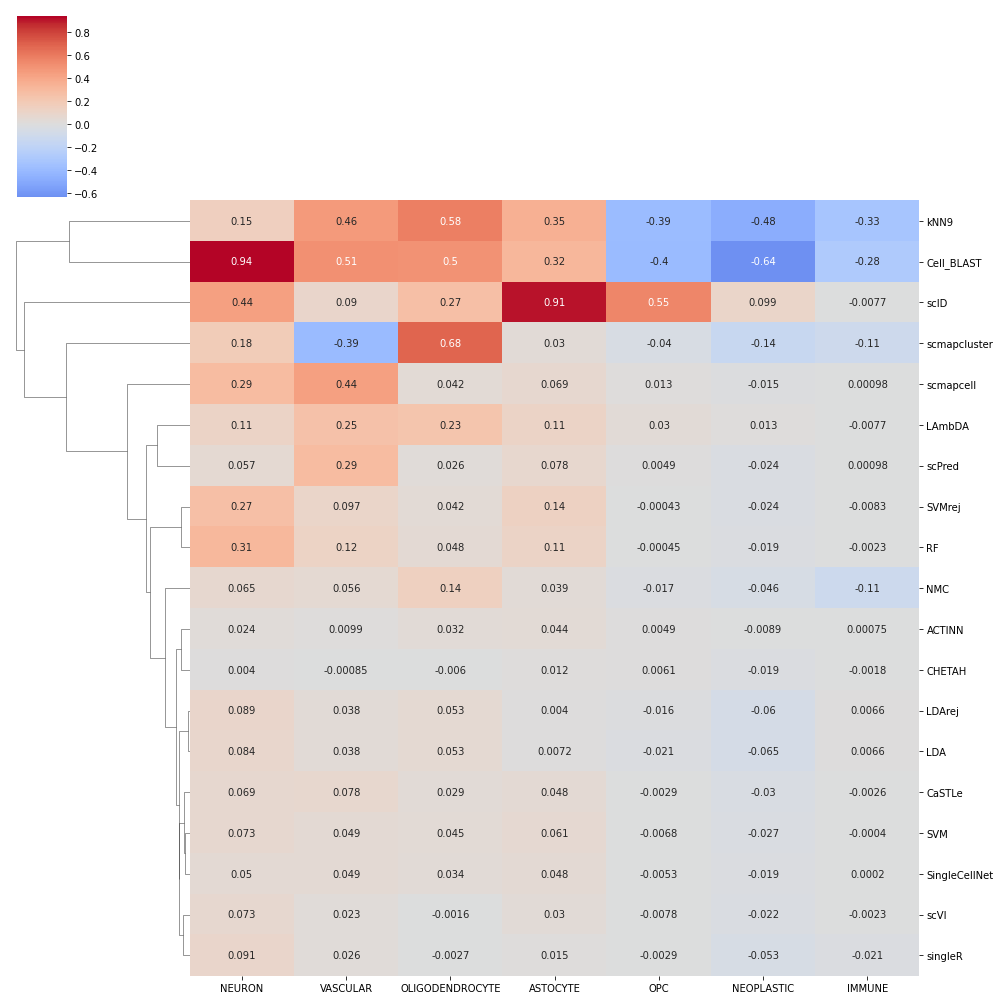 0.8
0.6
0.4
0.2
0.0
−0.2
−0.4
−0.6
0.15 0.46 0.58 0.35 -0.39 -0.48 -0.33 kNN9
0.94 0.51 0.5 0.32 -0.4 -0.64 -0.28 Cell_BLAST
0.44 0.09 0.27 0.91 0.55 0.099 -0.0077 scID
0.18 -0.39 0.68 0.03 -0.04 -0.14 -0.11 scmapcluster
0.29 0.44 0.042 0.069 0.013 -0.015 0.00098 scmapcell
0.11 0.25 0.23 0.11 0.03 0.013 -0.0077 LAmbDA
0.057 0.29 0.026 0.078 0.0049 -0.024 0.00098 scPred
0.27 0.097 0.042 0.14 -0.00043 -0.024 -0.0083 SVMrej
0.31 0.12 0.048 0.11 -0.00045 -0.019 -0.0023 RF
0.065 0.056 0.14 0.039 -0.017 -0.046 -0.11 NMC
0.024 0.0099 0.032 0.044 0.0049 -0.0089 0.00075 ACTINN
0.004 -0.00085 -0.006 0.012 0.0061 -0.019 -0.0018 CHETAH
0.089 0.038 0.053 0.004 -0.016 -0.06 0.0066 LDArej
0.084 0.038 0.053 0.0072 -0.021 -0.065 0.0066 LDA
0.069 0.078 0.029 0.048 -0.0029 -0.03 -0.0026 CaSTLe
0.073 0.049 0.045 0.061 -0.0068 -0.027 -0.0004 SVM
0.05 0.049 0.034 0.048 -0.0053 -0.019 0.0002 SingleCellNet
0.073 0.023 -0.0016 0.03 -0.0078 -0.022 -0.0023 scVI
0.091 0.026 -0.0027 0.015 -0.0029 -0.053 -0.021 singleR
NEURON VASCULAR OLIGODENDROCYTE ASTOCYTE OPC NEOPLASTIC IMMUNE